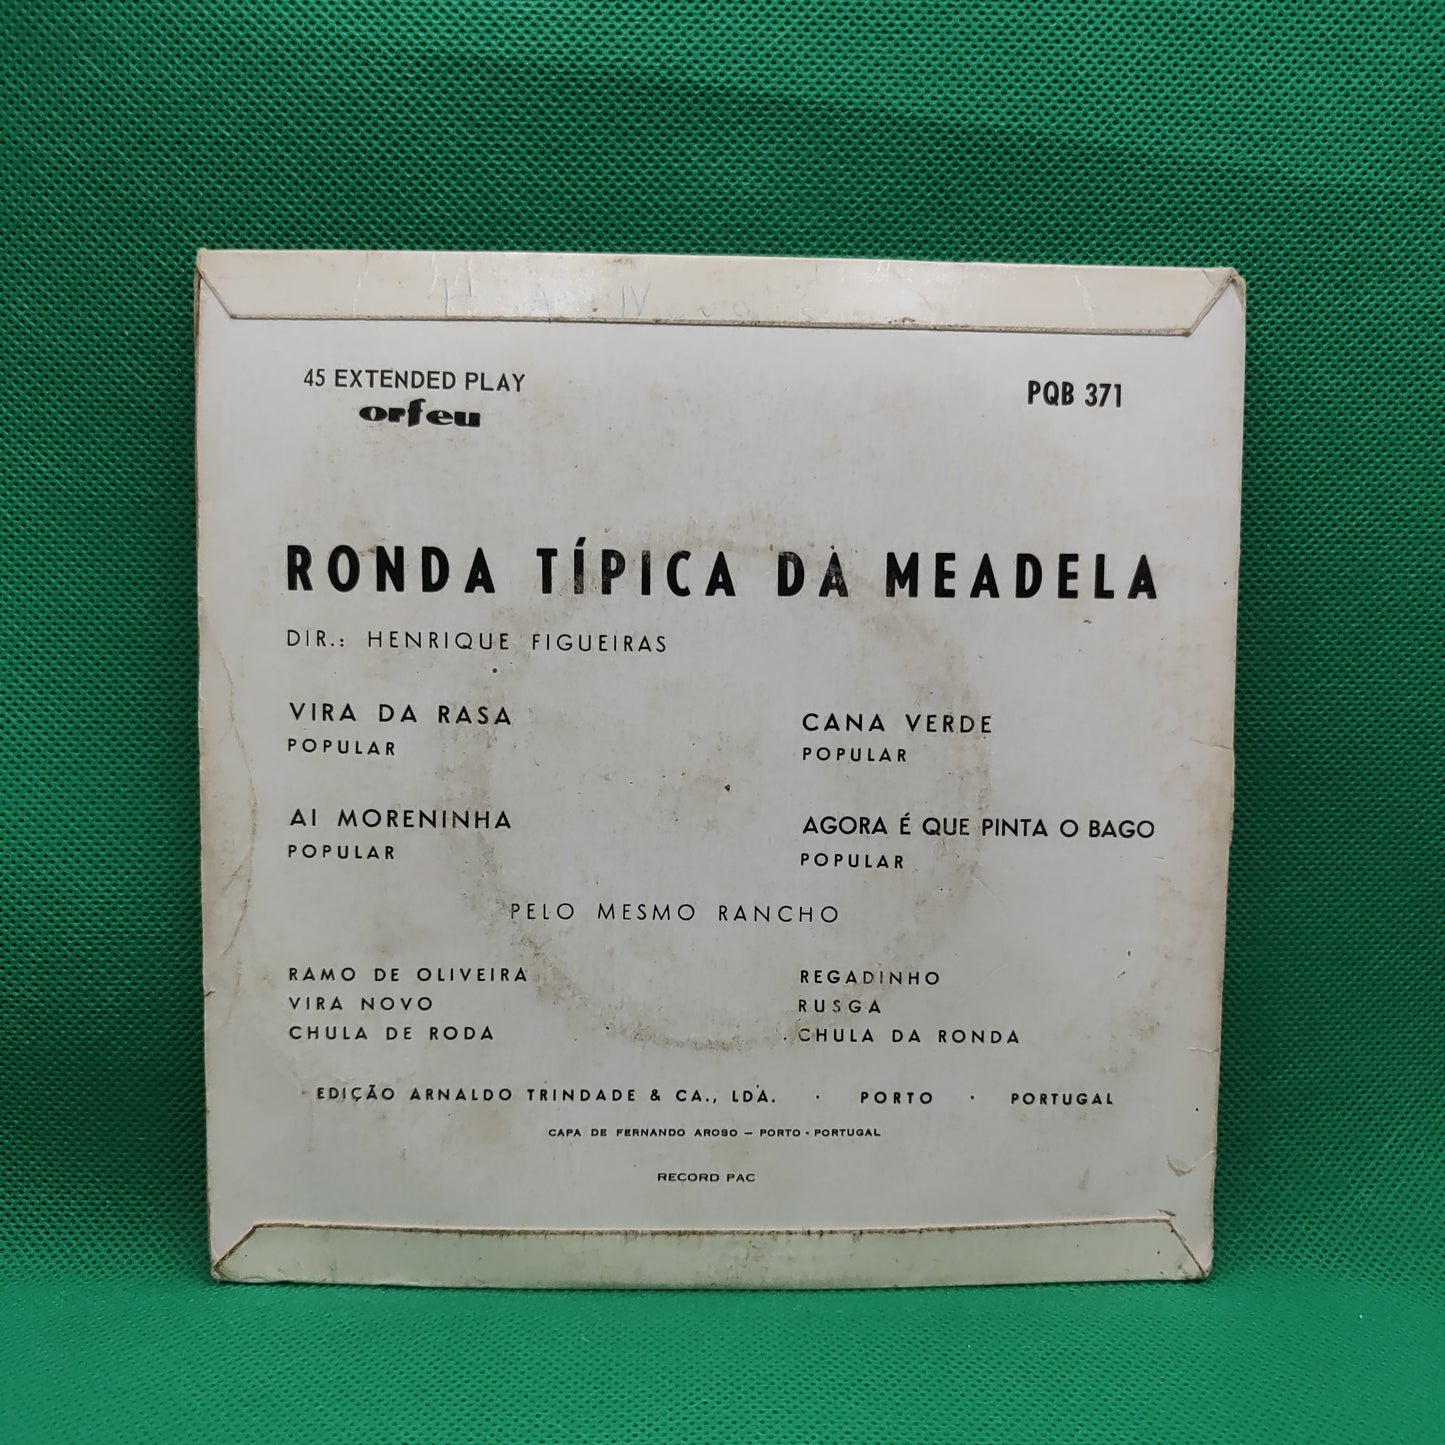 45 EXTENDED PLAY
orfeu
PQB 371
RONDA TÍPICA DA MEADELA
DIR.: HENRIQUE FIGUEIRAS
VIRA DA RASA
POPULAR
CANA VERDE
POPULAR
AI MORENINHA
POPULAR
AGORA É QUE PINTA O BAGO
POPULAR
PELO MESMO RANCHO
RAMO DE OLIVEIRA
VIRA NOVO
CHULA DE RODA
REGADINHO
RUSGA
CHULA DA RONDA
EDIÇÃO ARNALDO TRINDADE & CA., LDA. · PORTO · PORTUGAL
CAPA DE FERNANDO AROSO – PORTO - PORTUGAL
RECORD PAC